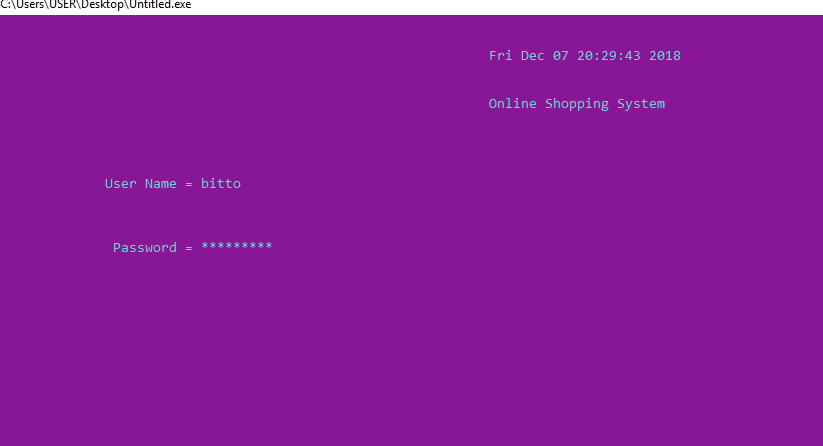 C:\Users\USER\Desktop\Untitled.exe
Fri Dec 07 20:29:43 2018
Online Shopping System
User Name = bitto
Password = *********